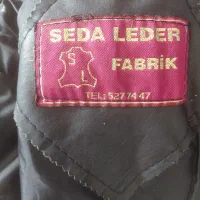 SEDA LEDER
S
L
FABRİK
TEL: 527 74 47